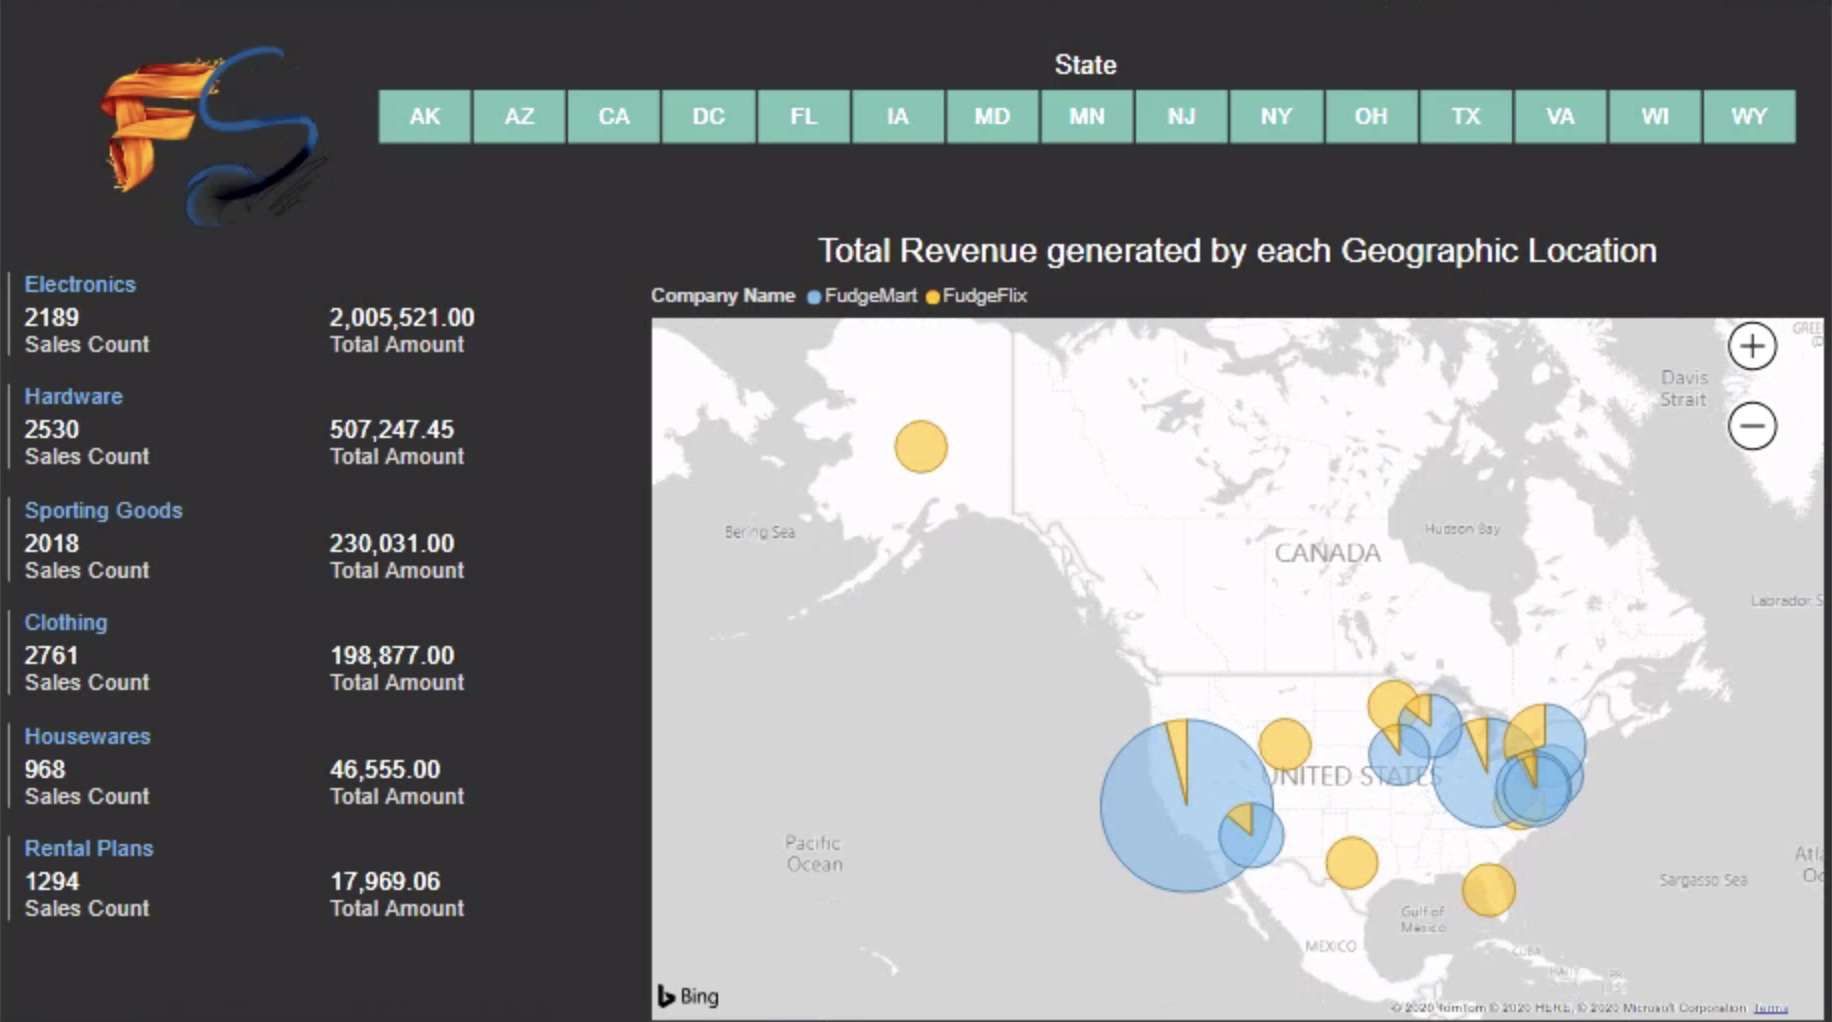 FS
State
AK AZ CA DC FL IA MD MN NJ NY OH TX VA WI WY
Total Revenue generated by each Geographic Location
Company Name FudgeMart FudgeFlix
Electronics
2189 2,005,521.00
Sales Count Total Amount
Hardware
2530 507,247.45
Sales Count Total Amount
Sporting Goods
2018 230,031.00
Sales Count Total Amount
Clothing
2761 198,877.00
Sales Count Total Amount
Housewares
968 46,555.00
Sales Count Total Amount
Rental Plans
1294 17,969.06
Sales Count Total Amount
GREE
Davis
Strait
Bering Sea
Hudson Bay
CANADA
Labrador S
UNITED STATES
Pacific
Ocean
Atl
Oc
Sargasso Sea
Gulf of
Mexico
MEXICO
CUBA
PR
Bing
© 2020 TomTom © 2020 HERE, © 2020 Microsoft Corporation Terms